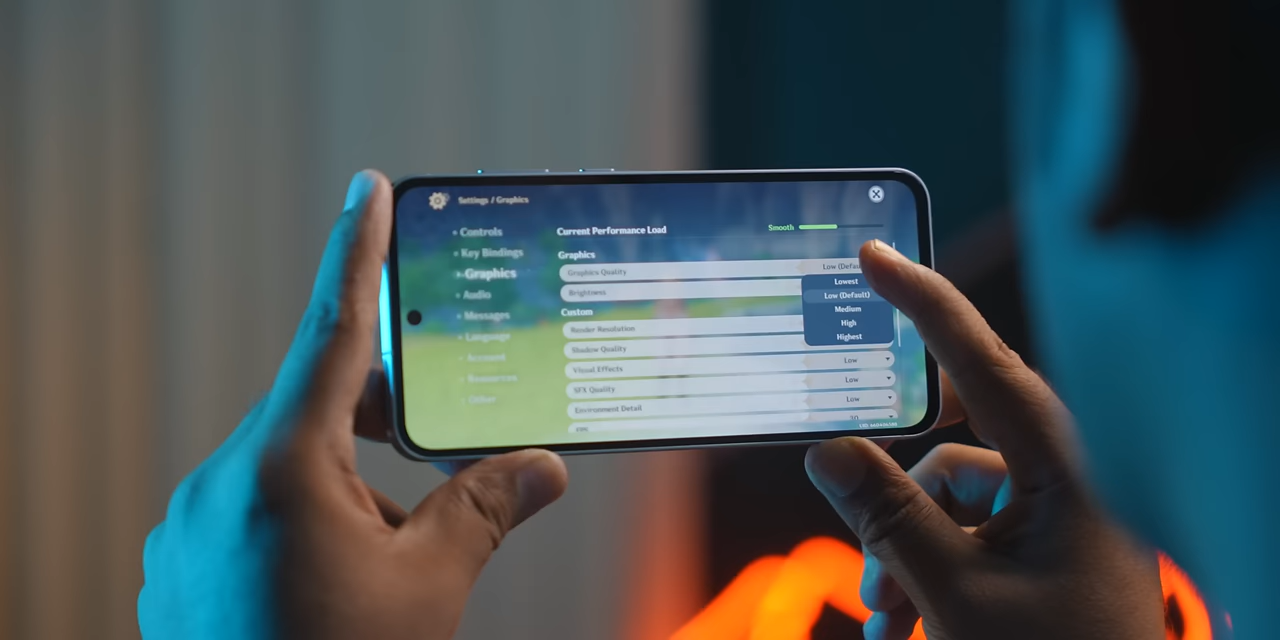 Settings / Graphics
Controls
Key Bindings
Graphics
Audio
Messages
Language
Account
Resources
Other
Current Performance Load
Smooth
Graphics
Graphics Quality
Low (Defau
Brightness
Custom
Render Resolution
Shadow Quality
Visual Effects
Low
SFX Quality
Low
Environment Detail
Low
FPS
30
Lowest
Low (Default)
Medium
High
Highest